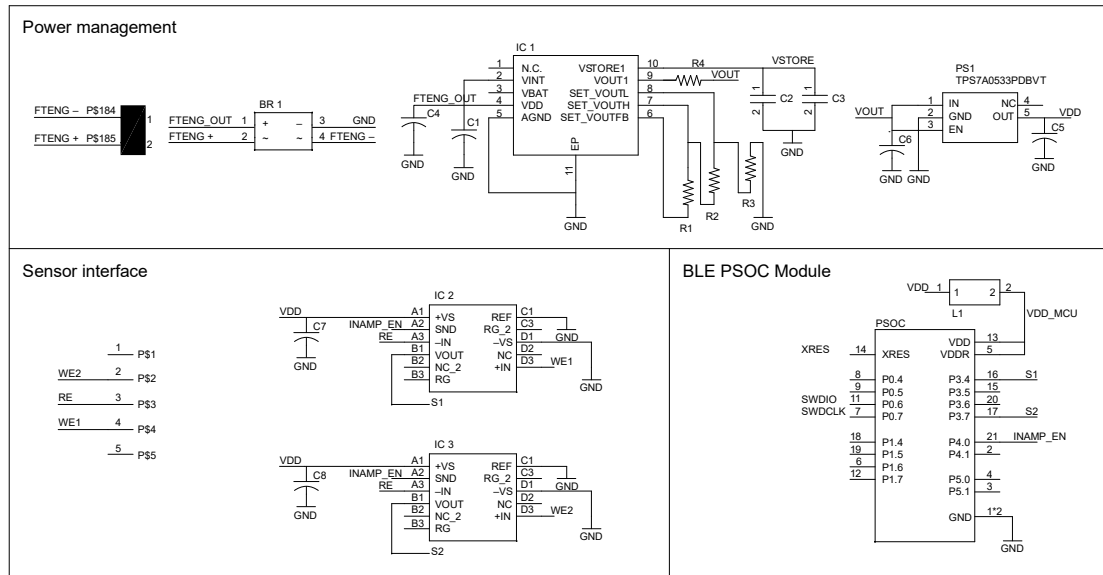 Power management
FTENG – P$184 1
FTENG + P$185 2
BR 1
FTENG_OUT 1 + – 3 GND
FTENG + 2 ~ ~ 4 FTENG –
IC 1
1 N.C.
2 VINT
3 VBAT
FTENG_OUT 4 VDD
5 AGND
EP
11
VSTORE1 10
VOUT1 9
SET_VOUTL 8
SET_VOUTH 7
SET_VOUTFB 6
R4
VOUT
VSTORE
C4
GND
C1
GND
GND
1 C2 2
1 C3 2
GND
R1
R2
R3
GND
PS1
TPS7A0533PDBVT
VOUT 1 IN NC 4
2 GND OUT 5 VDD
3 EN
C6
GND
GND
C5
GND
Sensor interface
1 P$1
WE2 2 P$2
RE 3 P$3
WE1 4 P$4
5 P$5
IC 2
VDD A1 +VS REF C1
INAMP_EN A2 SND RG_2 C3
RE A3 –IN –VS D1
B1 VOUT NC D2
B2 NC_2 +IN D3 WE1
B3 RG
C7
GND
GND
GND
S1
IC 3
VDD A1 +VS REF C1
INAMP_EN A2 SND RG_2 C3
RE A3 –IN –VS D1
B1 VOUT NC D2
B2 NC_2 +IN D3 WE2
B3 RG
C8
GND
GND
GND
S2
BLE PSOC Module
VDD 1 1 2 2
L1
VDD_MCU
PSOC
VDD 13
XRES 14 XRES VDDR 5
8 P0.4 P3.4 16 S1
9 P0.5 P3.5 15
SWDIO 11 P0.6 P3.6 20
SWDCLK 7 P0.7 P3.7 17 S2
18 P1.4 P4.0 21 INAMP_EN
19 P1.5 P4.1 2
6 P1.6
12 P1.7 P5.0 4
P5.1 3
GND 1*2
GND